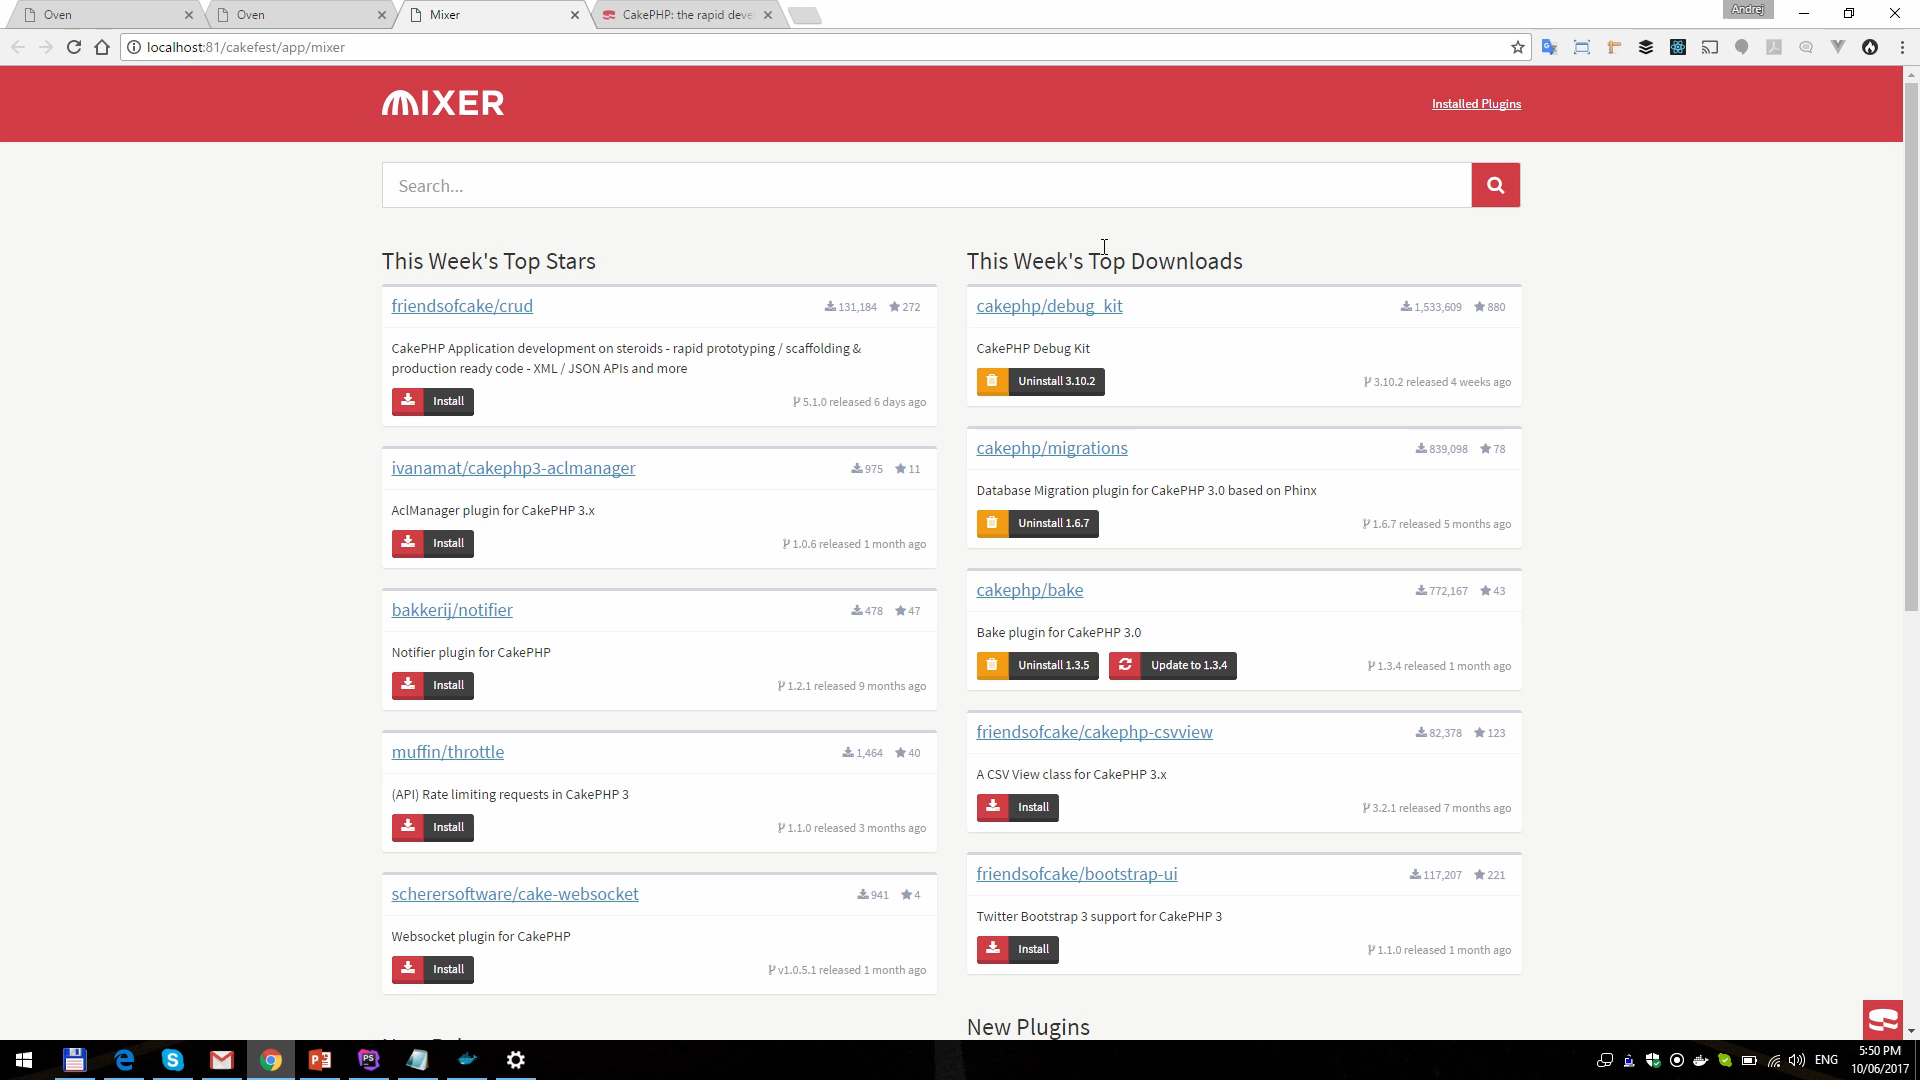 Oven
Oven
Mixer
CakePHP: the rapid deve
Andrej
localhost:81/cakefest/app/mixer
MIXER
Installed Plugins
Search...
This Week's Top Stars
friendsofcake/crud
131,184
272
CakePHP Application development on steroids - rapid prototyping / scaffolding &
production ready code - XML / JSON APIs and more
Install
5.1.0 released 6 days ago
ivanamat/cakephp3-aclmanager
975
11
AclManager plugin for CakePHP 3.x
Install
1.0.6 released 1 month ago
bakkerij/notifier
478
47
Notifier plugin for CakePHP
Install
1.2.1 released 9 months ago
muffin/throttle
1,464
40
(API) Rate limiting requests in CakePHP 3
Install
1.1.0 released 3 months ago
scherersoftware/cake-websocket
941
4
Websocket plugin for CakePHP
Install
v1.0.5.1 released 1 month ago
This Week's Top Downloads
cakephp/debug_kit
1,533,609
880
CakePHP Debug Kit
Uninstall 3.10.2
3.10.2 released 4 weeks ago
cakephp/migrations
839,098
78
Database Migration plugin for CakePHP 3.0 based on Phinx
Uninstall 1.6.7
1.6.7 released 5 months ago
cakephp/bake
772,167
43
Bake plugin for CakePHP 3.0
Uninstall 1.3.5
Update to 1.3.4
1.3.4 released 1 month ago
friendsofcake/cakephp-csvview
82,378
123
A CSV View class for CakePHP 3.x
Install
3.2.1 released 7 months ago
friendsofcake/bootstrap-ui
117,207
221
Twitter Bootstrap 3 support for CakePHP 3
Install
1.1.0 released 1 month ago
New Plugins
ENG
5:50 PM
10/06/2017